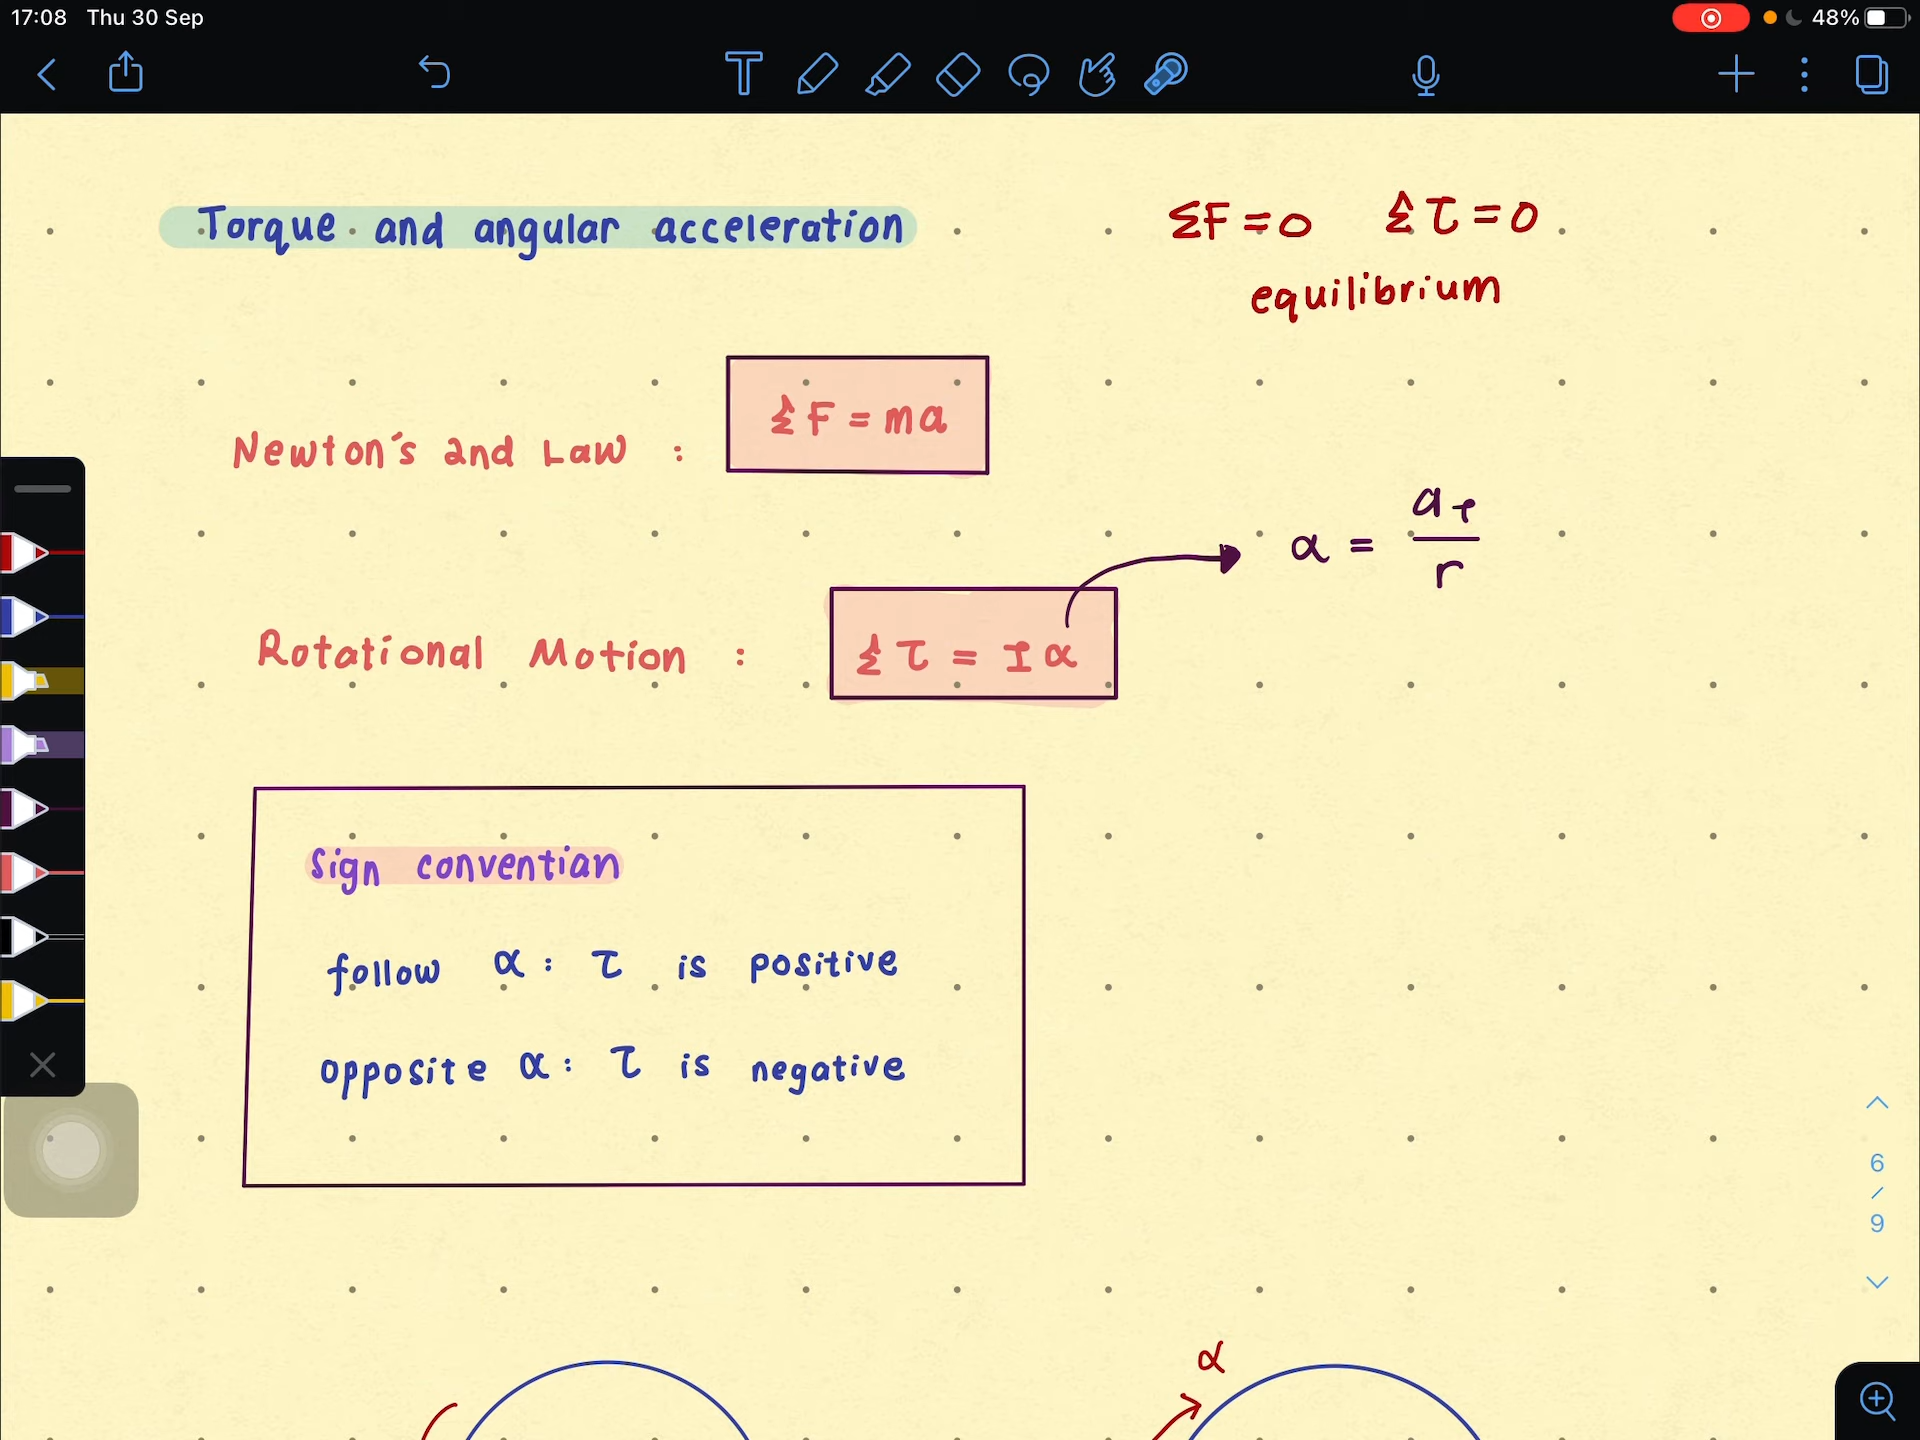 17:08 Thu 30 Sep
48%
Torque and angular acceleration
ΣF = 0 Στ = 0
equilibrium
Newton's 2nd Law : ΣF = ma
α = at/r
Rotational Motion : Στ = Iα
Sign conventian
follow α : τ is positive
opposite α : τ is negative
6
/
9
α